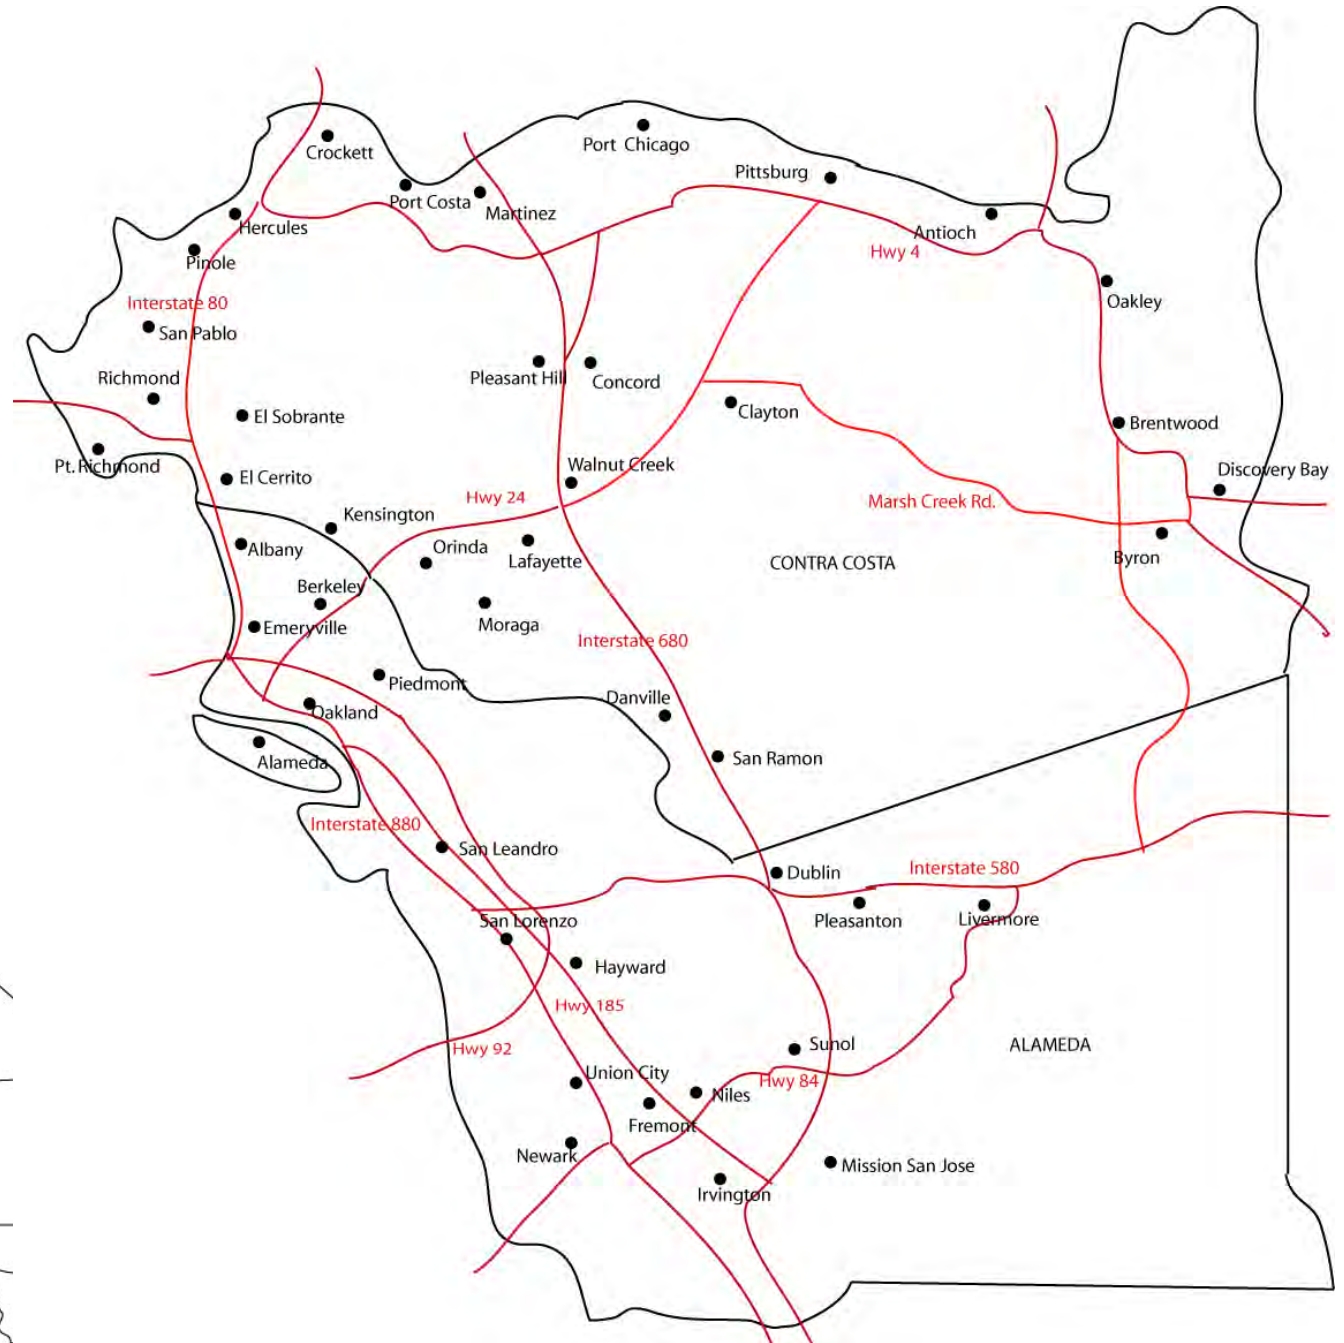 Crockett
Port Chicago
Pittsburg
Port Costa
Martinez
Hercules
Antioch
Hwy 4
Pinole
Interstate 80
Oakley
San Pablo
Richmond
Pleasant Hill
Concord
Clayton
El Sobrante
Brentwood
Pt. Richmond
Walnut Creek
Discovery Bay
El Cerrito
Hwy 24
Marsh Creek Rd.
Kensington
Albany
Orinda
Lafayette
CONTRA COSTA
Byron
Berkeley
Emeryville
Moraga
Interstate 680
Piedmont
Danville
Oakland
Alameda
San Ramon
Interstate 880
San Leandro
Dublin
Interstate 580
San Lorenzo
Pleasanton
Livermore
Hayward
Hwy 185
Hwy 92
Sunol
ALAMEDA
Union City
Hwy 84
Niles
Fremont
Newark
Mission San Jose
Irvington